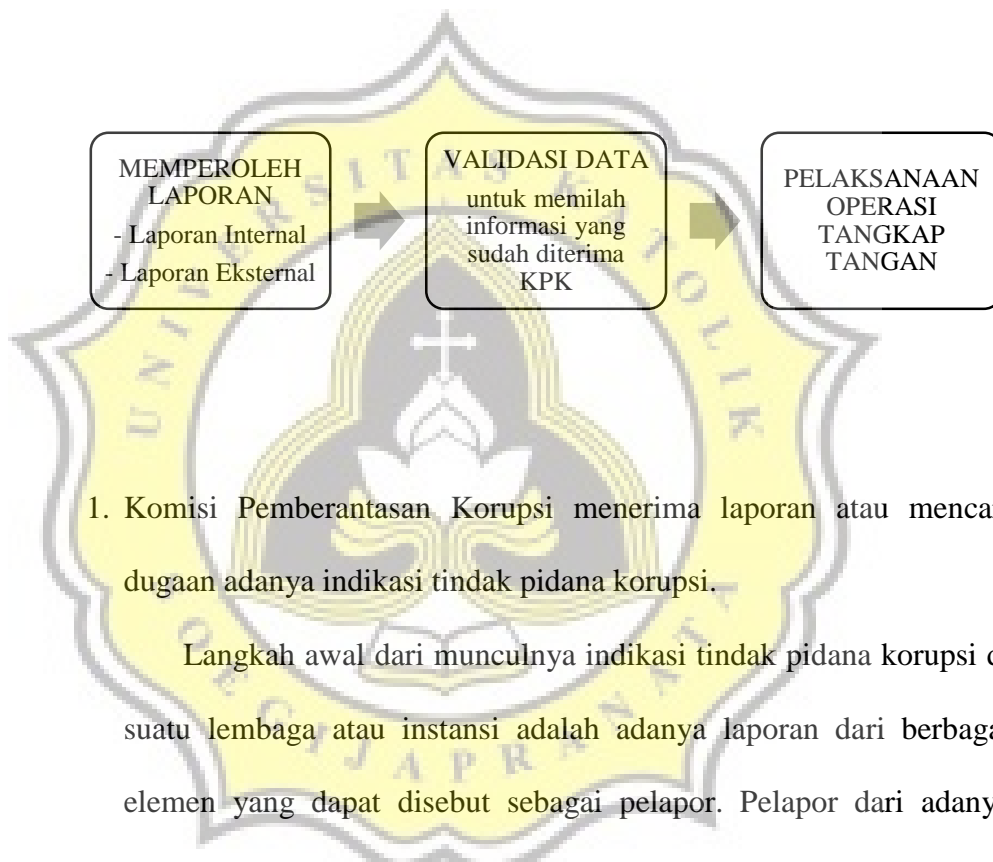 MEMPEROLEH
LAPORAN
- Laporan Internal
- Laporan Eksternal
VALIDASI DATA
untuk memilah
informasi yang
sudah diterima
KPK
PELAKSANAAN
OPERASI
TANGKAP
TANGAN
UNIVERSITAS KATOLIK
SOEGIJAPRANATA
1. Komisi Pemberantasan Korupsi menerima laporan atau menca
dugaan adanya indikasi tindak pidana korupsi.
Langkah awal dari munculnya indikasi tindak pidana korupsi d
suatu lembaga atau instansi adalah adanya laporan dari berbaga
elemen yang dapat disebut sebagai pelapor. Pelapor dari adany